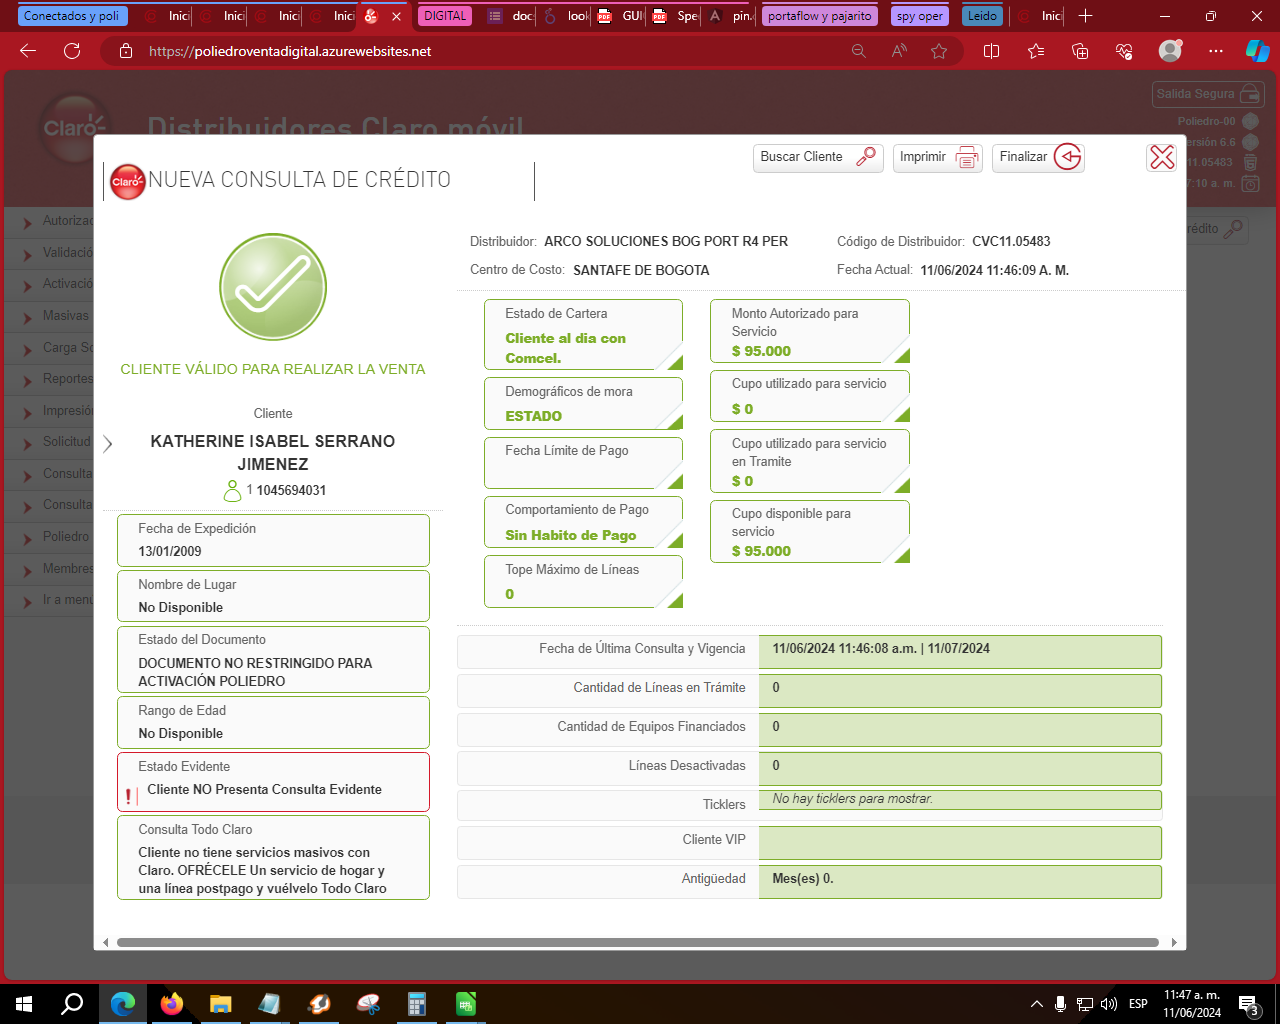 Conectados y poli
Inici
Inici
Inici
Inici
DIGITAL
doc
look
GUI
Spe
pin.
portaflow y pajarito
spy oper
Leido
Inici
https://poliedroventadigital.azurewebsites.net
Claro
Distribuidores Claro móvil
Salida Segura
Poliedro-00
ersión 6.6
11.05483
7:10 a. m.
rédito
Autoriza
Validació
Activació
Masivas
Carga So
Reportes
Impresión
Solicitud
Consulta
Consulta
Poliedro
Membres
Ir a menú
Buscar Cliente
Imprimir
Finalizar
Claro
NUEVA CONSULTA DE CRÉDITO
Distribuidor: ARCO SOLUCIONES BOG PORT R4 PER
Código de Distribuidor: CVC11.05483
Centro de Costo: SANTAFE DE BOGOTA
Fecha Actual: 11/06/2024 11:46:09 A. M.
CLIENTE VÁLIDO PARA REALIZAR LA VENTA
Cliente
KATHERINE ISABEL SERRANO
JIMENEZ
1 1045694031
Fecha de Expedición
13/01/2009
Nombre de Lugar
No Disponible
Estado del Documento
DOCUMENTO NO RESTRINGIDO PARA
ACTIVACIÓN POLIEDRO
Rango de Edad
No Disponible
Estado Evidente
Cliente NO Presenta Consulta Evidente
Consulta Todo Claro
Cliente no tiene servicios masivos con
Claro. OFRÉCELE Un servicio de hogar y
una línea postpago y vuélvelo Todo Claro
Estado de Cartera
Cliente al dia con
Comcel.
Demográficos de mora
ESTADO
Fecha Límite de Pago
Comportamiento de Pago
Sin Habito de Pago
Tope Máximo de Líneas
0
Monto Autorizado para
Servicio
$ 95.000
Cupo utilizado para servicio
$ 0
Cupo utilizado para servicio
en Tramite
$ 0
Cupo disponible para
servicio
$ 95.000
Fecha de Última Consulta y Vigencia 11/06/2024 11:46:08 a.m. | 11/07/2024
Cantidad de Líneas en Trámite 0
Cantidad de Equipos Financiados 0
Líneas Desactivadas 0
Ticklers No hay ticklers para mostrar.
Cliente VIP
Antigüedad Mes(es) 0.
ESP
11:47 a. m.
11/06/2024
3